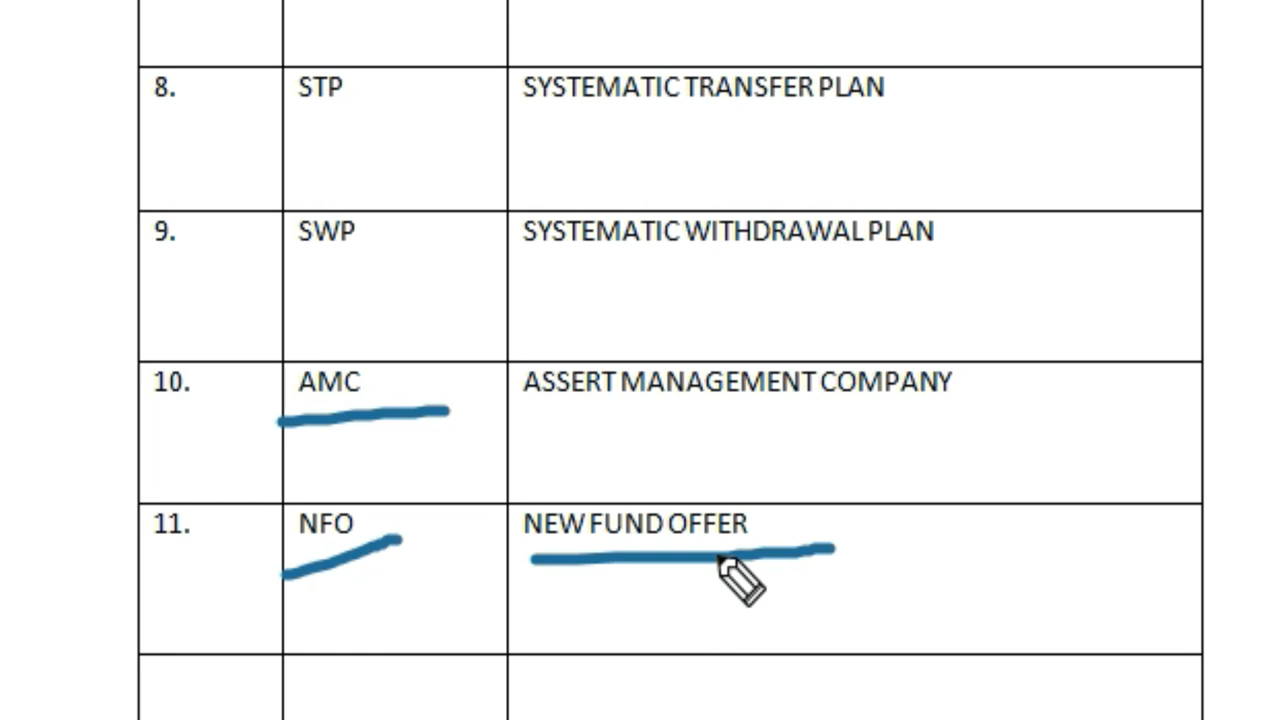 8. STP SYSTEMATIC TRANSFER PLAN
9. SWP SYSTEMATIC WITHDRAWAL PLAN
10. AMC ASSERT MANAGEMENT COMPANY
11. NFO NEW FUND OFFER